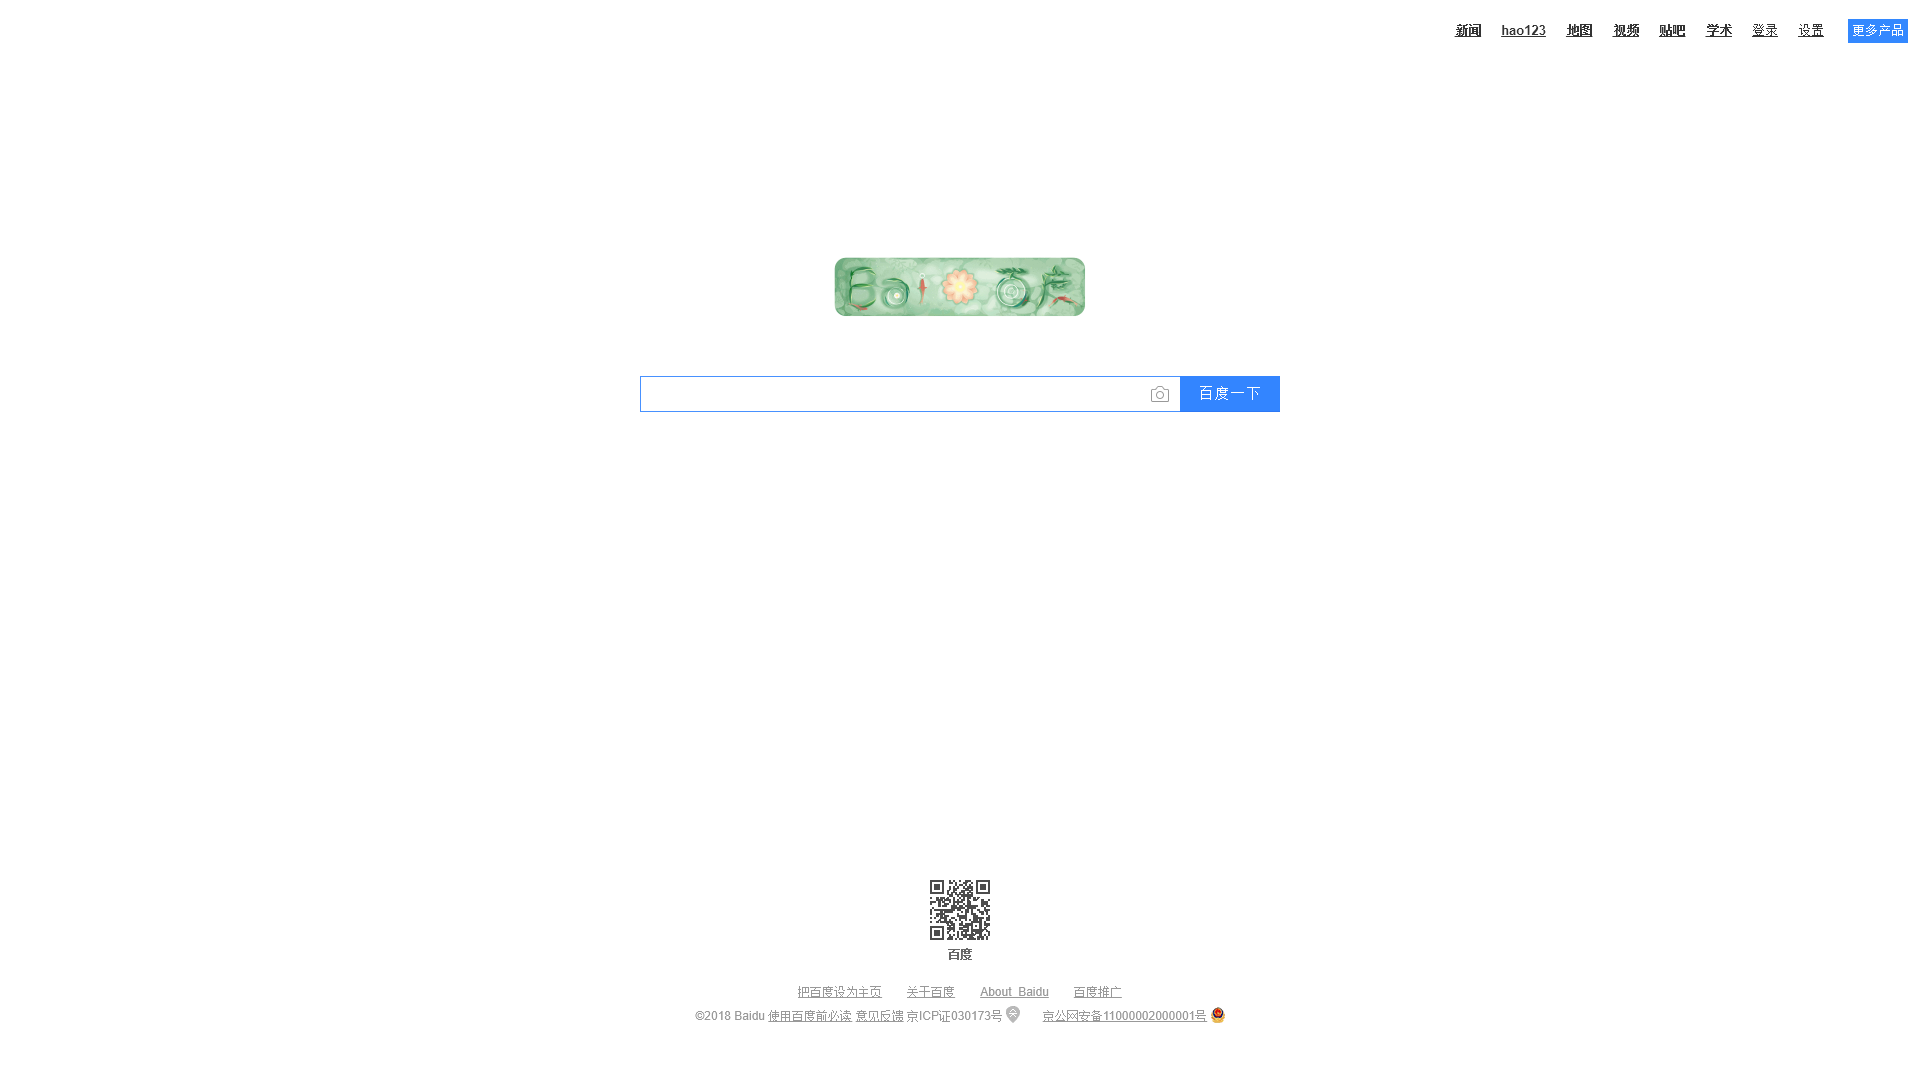 新闻 hao123 地图 视频 贴吧 学术 登录 设置 更多产品
Bai
百度一下
百度
把百度设为主页 关于百度 About Baidu 百度推广
©2018 Baidu 使用百度前必读 意见反馈 京ICP证030173号 京公网安备11000002000001号